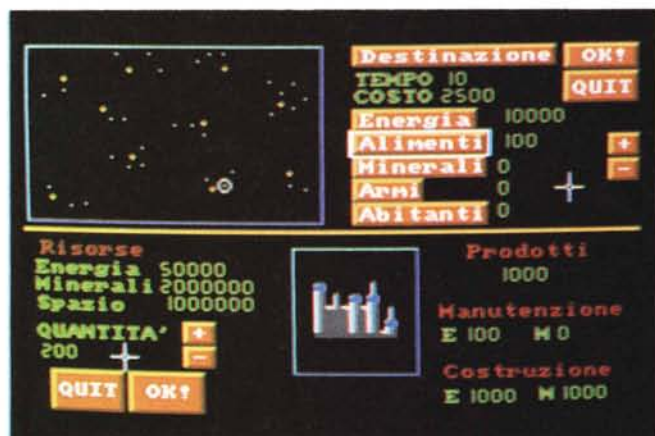 Destinazione OK!
TEMPO 10
COSTO 2500
QUIT
Energia 10000
Alimenti 100
+
Minerali 0
-
Armi 0
Abitanti 0
Risorse
Energia 50000
Minerali 2000000
Spazio 1000000
QUANTITA' +
200 -
QUIT OK!
Prodotti
1000
Manutenzione
E 100 M 0
Costruzione
E 1000 M 1000